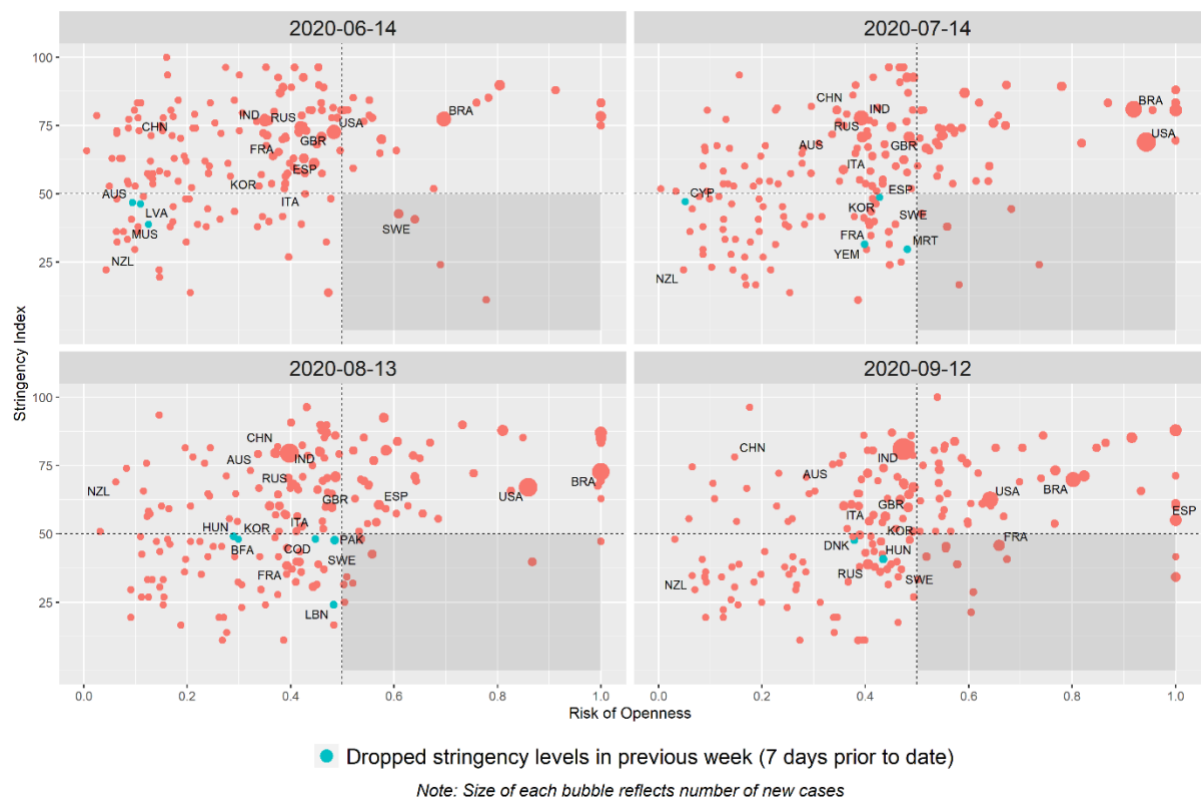 2020-06-14
2020-07-14
Stringency Index
100
75
50
25
BRA
CHN
IND
RUS
USA
GBR
FRA
ESP
KOR
AUS
ITA
LVA
MUS
SWE
NZL
CHN
BRA
IND
RUS
USA
AUS
GBR
ITA
CYP
ESP
KOR
SWE
FRA
MRT
YEM
NZL
2020-08-13
2020-09-12
100
75
50
25
CHN
AUS
IND
NZL
RUS
GBR
ESP
USA
BRA
HUN
KOR
ITA
BFA
COD
PAK
SWE
FRA
LBN
CHN
IND
AUS
BRA
USA
ITA
GBR
ESP
KOR
FRA
DNK
HUN
NZL
RUS
SWE
0.0 0.2 0.4 0.6 0.8 1.0 0.0 0.2 0.4 0.6 0.8 1.0
Risk of Openness
Dropped stringency levels in previous week (7 days prior to date)
Note: Size of each bubble reflects number of new cases